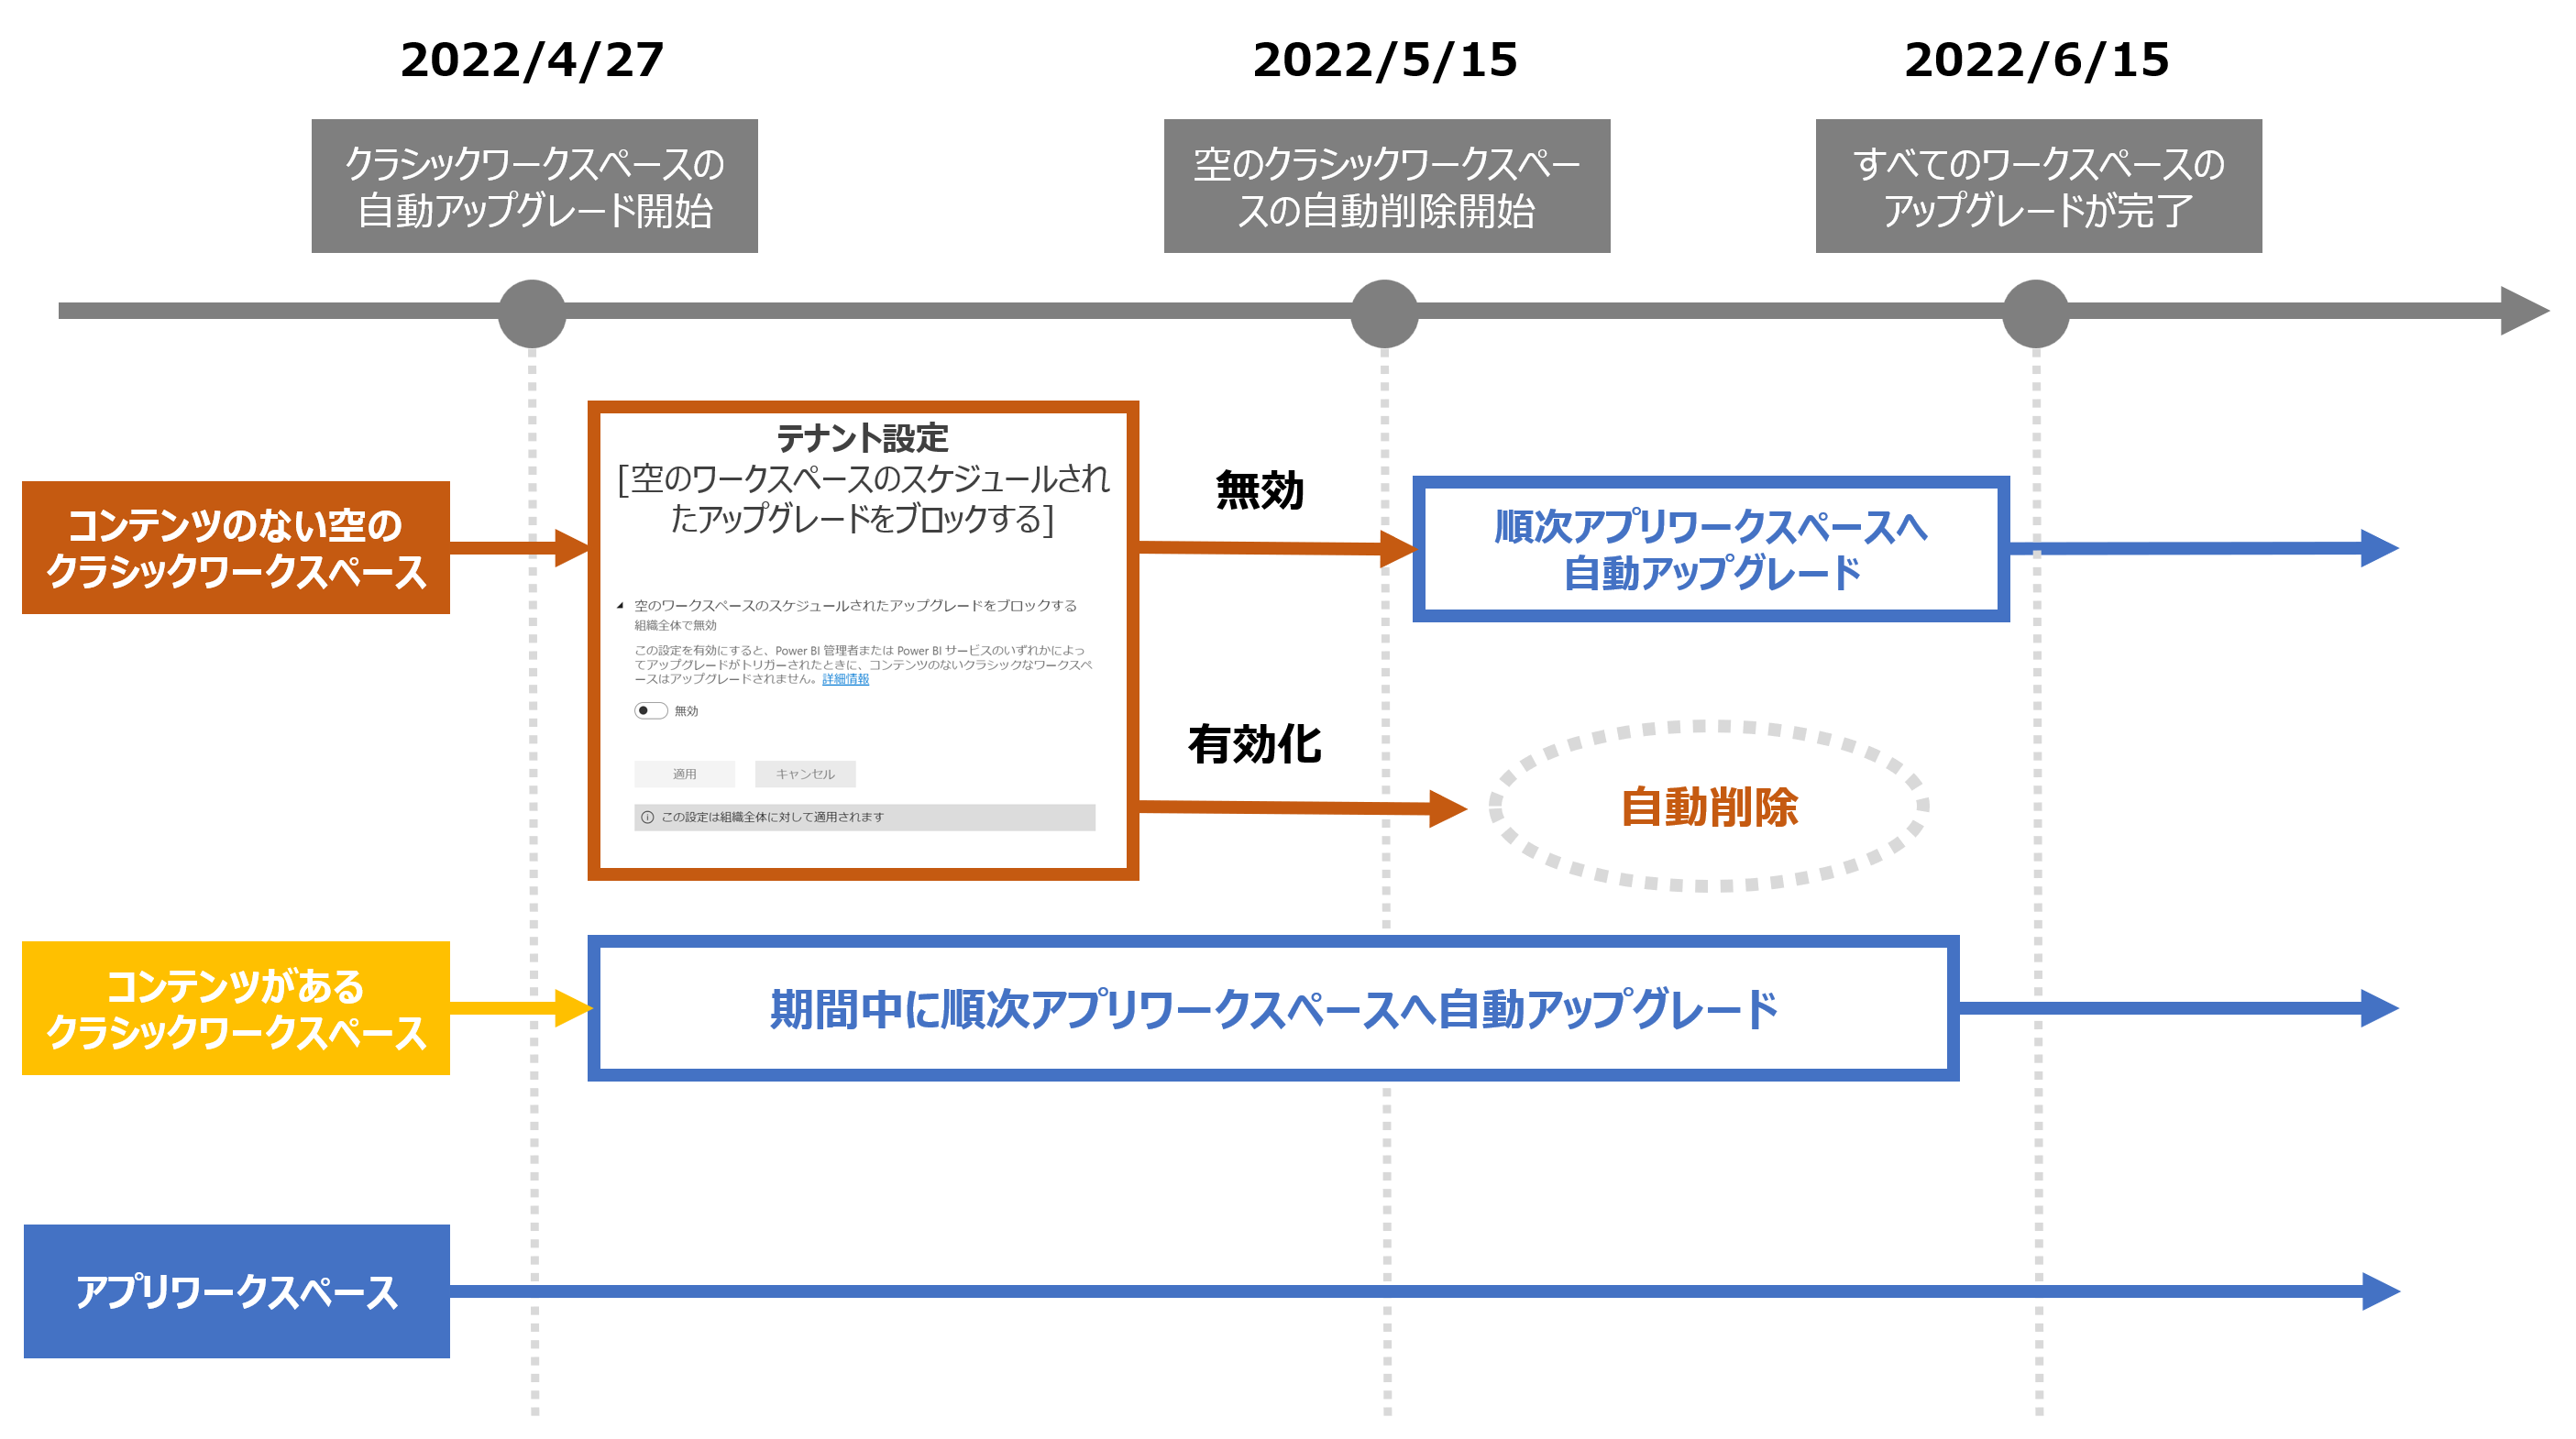 2022/4/27
2022/5/15
2022/6/15
クラシックワークスペースの
自動アップグレード開始
空のクラシックワークスペー
スの自動削除開始
すべてのワークスペースの
アップグレードが完了
コンテンツのない空の
クラシックワークスペース
テナント設定
[空のワークスペースのスケジュールされ
たアップグレードをブロックする]
空のワークスペースのスケジュールされたアップグレードをブロックする
組織全体で無効
この設定を有効にすると、Power BI 管理者または Power BI サービスのいずれかによっ
てアップグレードがトリガーされたときに、コンテンツのないクラシックなワークスペ
ースはアップグレードされません。詳細情報
無効
適用
キャンセル
この設定は組織全体に対して適用されます
無効
順次アプリワークスペースへ
自動アップグレード
有効化
自動削除
コンテンツがある
クラシックワークスペース
期間中に順次アプリワークスペースへ自動アップグレード
アプリワークスペース